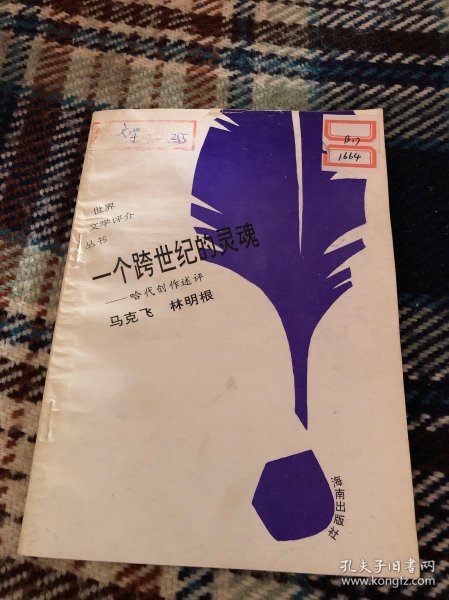 文学 255
B17
1664
世界
文学评介
丛书
一个跨世纪的灵魂
——哈代创作述评
马克飞 林明根
海南出版社
孔夫子旧书网
www.kongfz.com